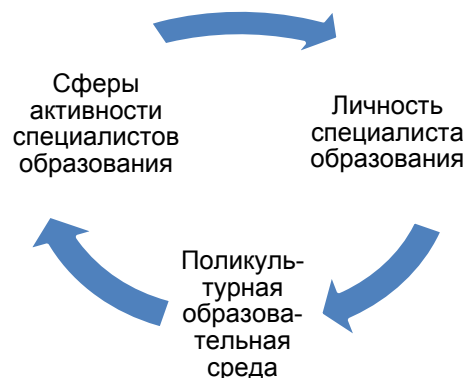 Сферы
активности
специалистов
образования
Личность
специалиста
образования
Поликуль-
турная
образова-
тельная
среда